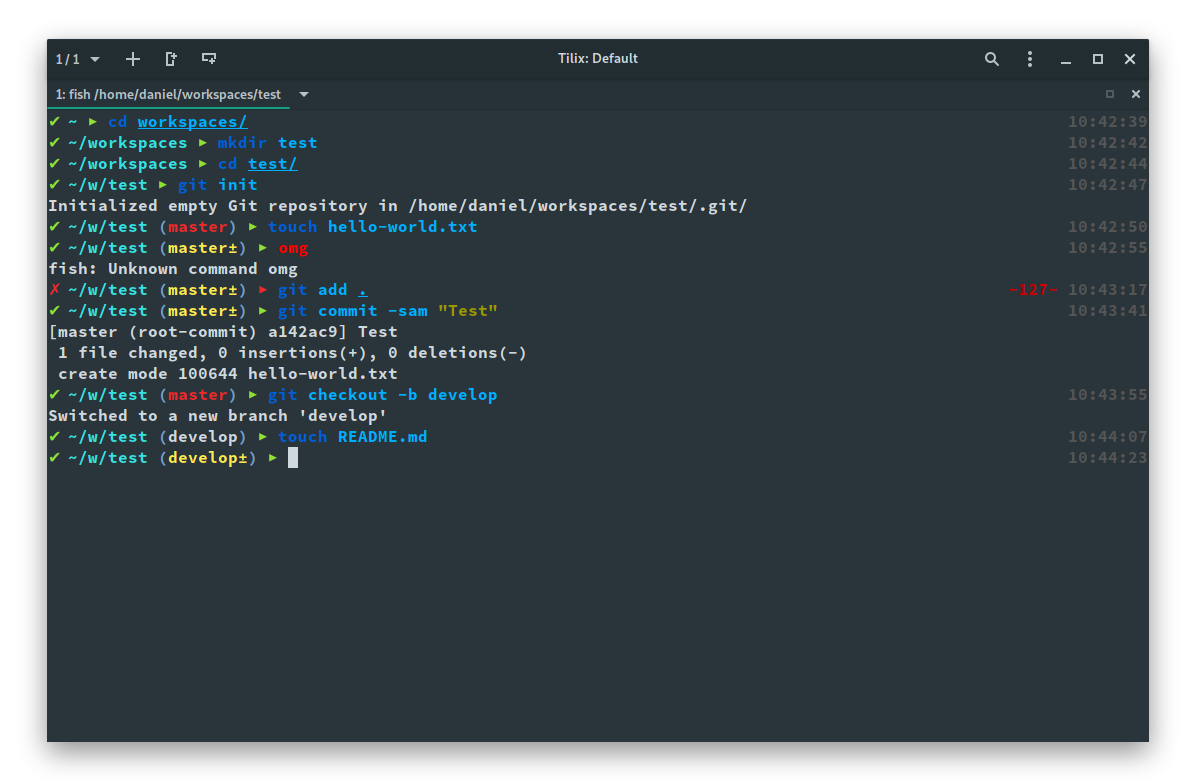 1 / 1 Tilix: Default
1: fish /home/daniel/workspaces/test
✔ ~ ▶ cd workspaces/ 10:42:39
✔ ~/workspaces ▶ mkdir test 10:42:42
✔ ~/workspaces ▶ cd test/ 10:42:44
✔ ~/w/test ▶ git init 10:42:47
Initialized empty Git repository in /home/daniel/workspaces/test/.git/
✔ ~/w/test (master) ▶ touch hello-world.txt 10:42:50
✔ ~/w/test (master±) ▶ omg 10:42:55
fish: Unknown command omg
✗ ~/w/test (master±) ▶ git add . -127- 10:43:17
✔ ~/w/test (master±) ▶ git commit -sam "Test" 10:43:41
[master (root-commit) a142ac9] Test
 1 file changed, 0 insertions(+), 0 deletions(-)
 create mode 100644 hello-world.txt
✔ ~/w/test (master) ▶ git checkout -b develop 10:43:55
Switched to a new branch 'develop'
✔ ~/w/test (develop) ▶ touch README.md 10:44:07
✔ ~/w/test (develop±) ▶ 10:44:23